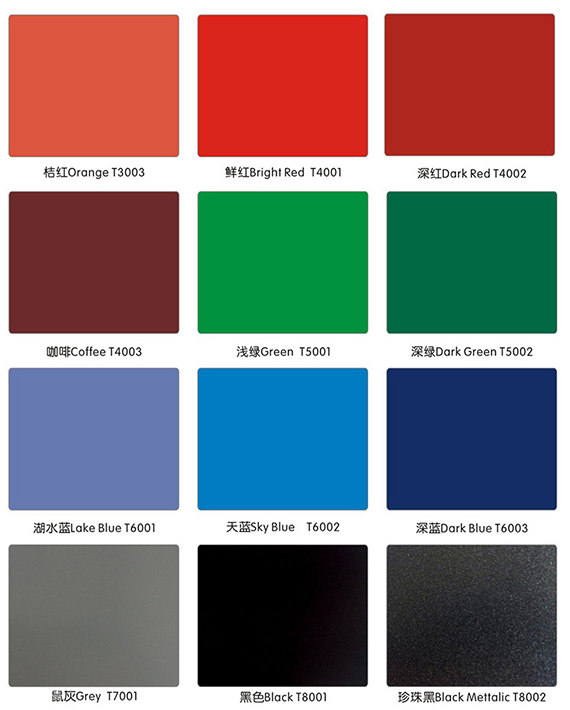 桔红Orange T3003
鲜红Bright Red T4001
深红Dark Red T4002
咖啡Coffee T4003
浅绿Green T5001
深绿Dark Green T5002
湖水蓝Lake Blue T6001
天蓝Sky Blue T6002
深蓝Dark Blue T6003
鼠灰Grey T7001
黑色Black T8001
珍珠黑Black Mettalic T8002